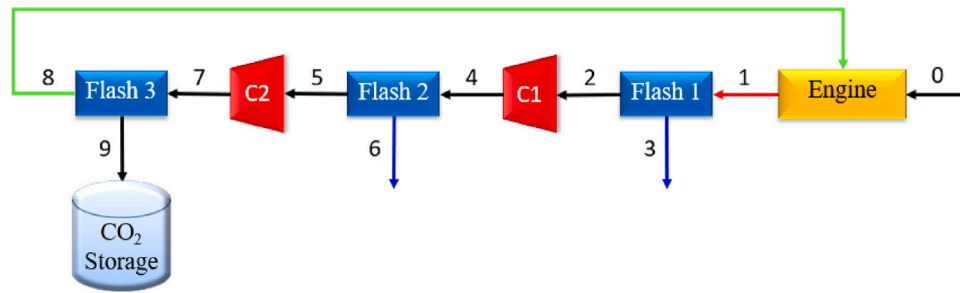 8
Flash 3
7
C2
5
Flash 2
4
C1
2
Flash 1
1
Engine
0
9
6
3
CO₂
Storage